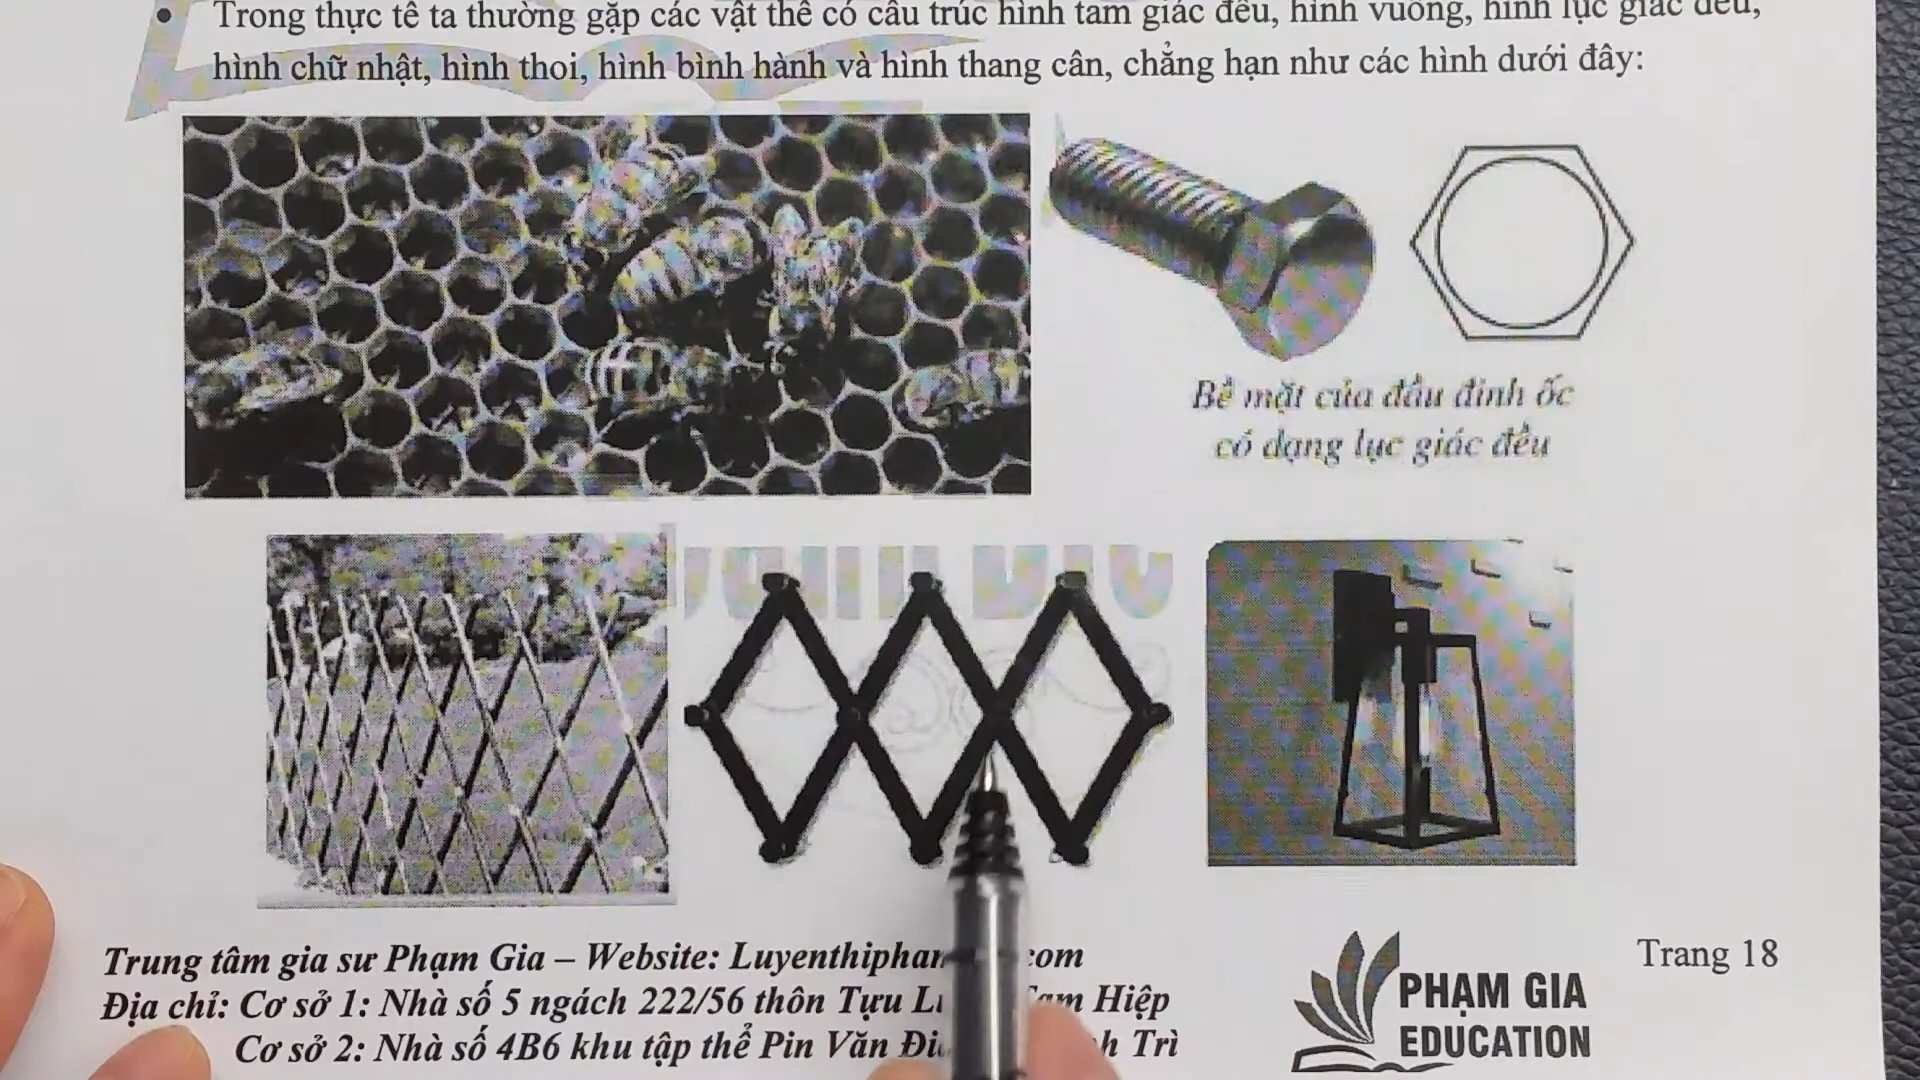 Trong thực tế ta thường gặp các vật thể có cấu trúc hình tam giác đều, hình vuông, hình lục giác đều,
hình chữ nhật, hình thoi, hình bình hành và hình thang cân, chẳng hạn như các hình dưới đây:
Bề mặt của đầu đinh ốc
có dạng lục giác đều
Trung tâm gia sư Phạm Gia – Website: com
Địa chỉ: Cơ sở 1: Nhà số 5 ngách 222/56 thôn Tựu Hiệp
Cơ sở 2: Nhà số 4B6 khu tập thể Pin Văn Trì
PHẠM GIA
EDUCATION
Trang 18